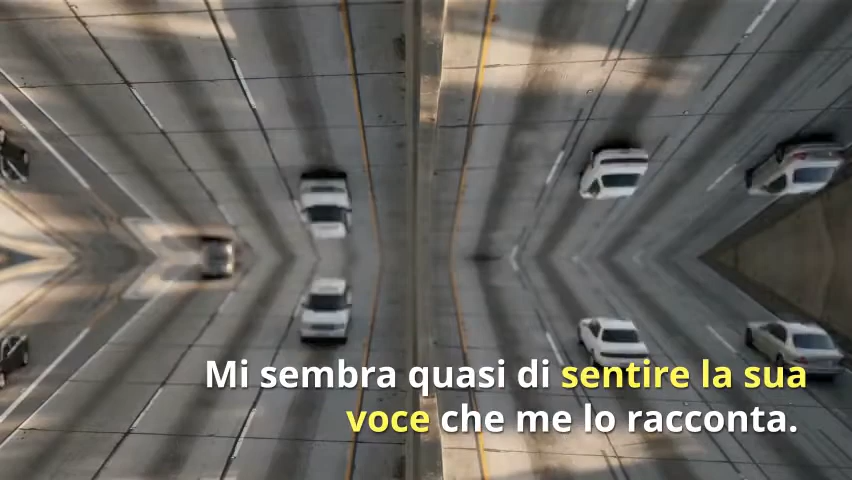 Mi sembra quasi di sentire la sua
voce che me lo racconta.